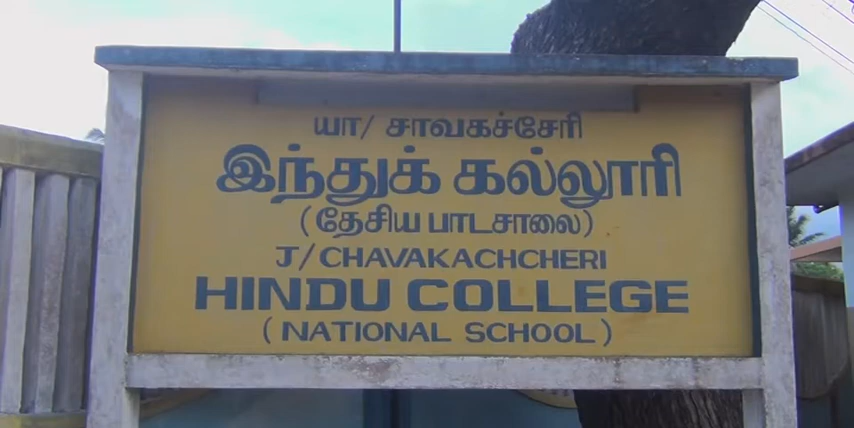 யா/ சாவகச்சேரி
இந்துக் கல்லூரி
(தேசிய பாடசாலை)
J/CHAVAKACHCHERI
HINDU COLLEGE
(NATIONAL SCHOOL)